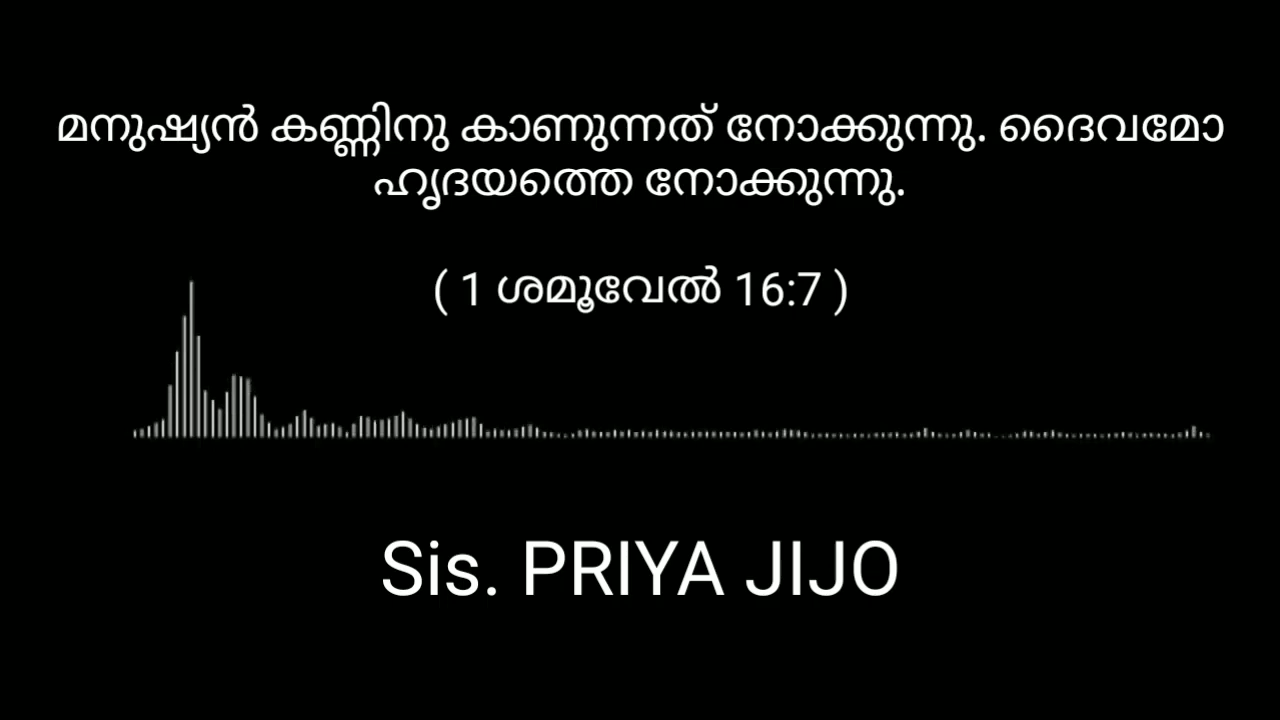 മനുഷ്യൻ കണ്ണിനു കാണുന്നത് നോക്കുന്നു. ദൈവമോ
ഹൃദയത്തെ നോക്കുന്നു.
( 1 ശമൂവേൽ 16:7 )
Sis. PRIYA JIJO